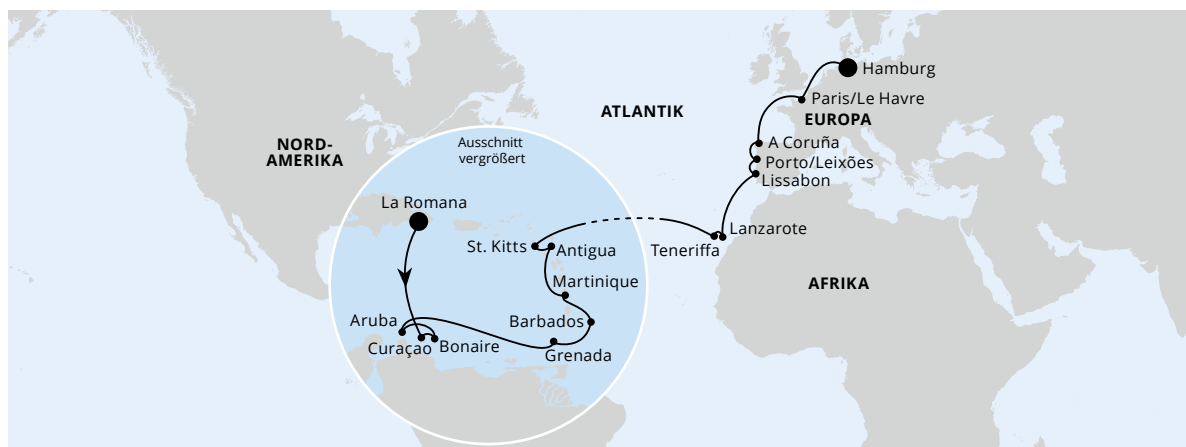 Hamburg
Paris/Le Havre
ATLANTIK
EUROPA
NORD-
AMERIKA
Ausschnitt
vergrößert
A Coruña
Porto/Leixões
Lissabon
La Romana
Lanzarote
St. Kitts
Antigua
Teneriffa
Martinique
AFRIKA
Aruba
Barbados
Curaçao
Bonaire
Grenada